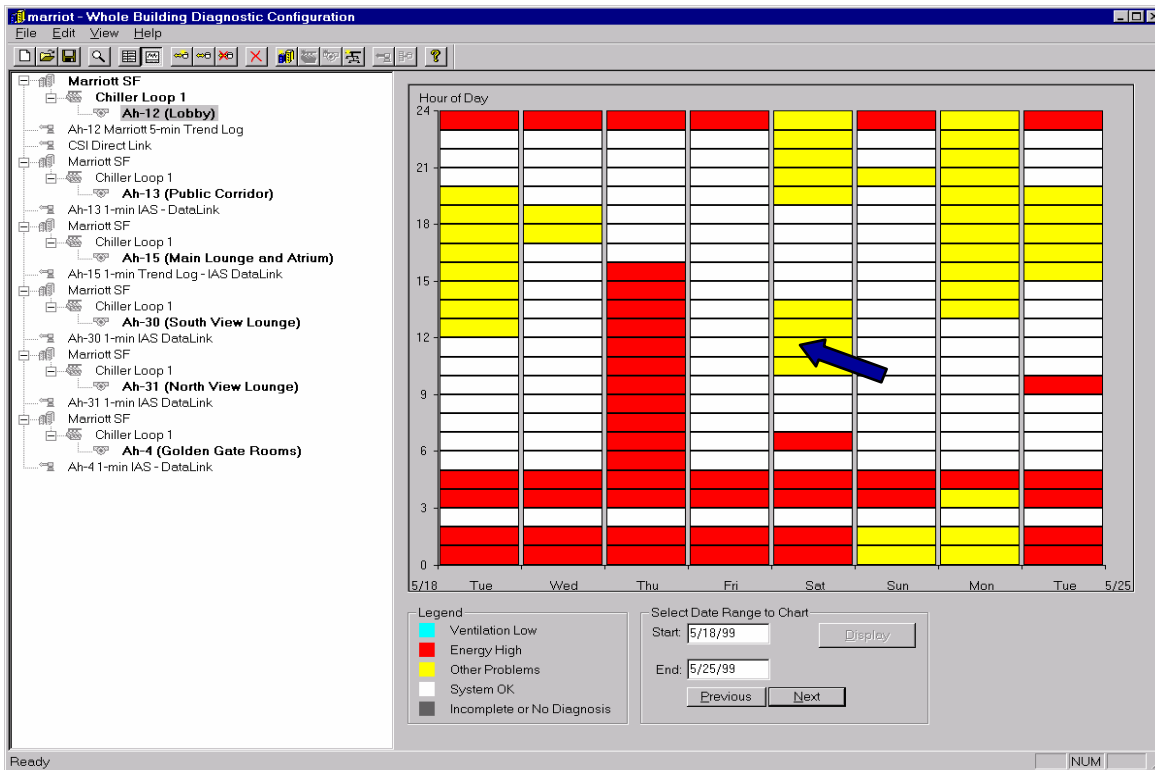 marriot - Whole Building Diagnostic Configuration
File Edit View Help
Marriott SF
Chiller Loop 1
Ah-12 (Lobby)
Ah-12 Marriott 5-min Trend Log
CSI Direct Link
Marriott SF
Chiller Loop 1
Ah-13 (Public Corridor)
Ah-13 1-min IAS - DataLink
Marriott SF
Chiller Loop 1
Ah-15 (Main Lounge and Atrium)
Ah-15 1-min Trend Log - IAS DataLink
Marriott SF
Chiller Loop 1
Ah-30 (South View Lounge)
Ah-30 1-min IAS DataLink
Marriott SF
Chiller Loop 1
Ah-31 (North View Lounge)
Ah-31 1-min IAS DataLink
Marriott SF
Chiller Loop 1
Ah-4 (Golden Gate Rooms)
Ah-4 1-min IAS - DataLink
Hour of Day
24
21
18
15
12
9
6
3
0
5/18 Tue Wed Thu Fri Sat Sun Mon Tue 5/25
Legend
Ventilation Low
Energy High
Other Problems
System OK
Incomplete or No Diagnosis
Select Date Range to Chart
Start: 5/18/99 Display
End: 5/25/99
Previous Next
Ready NUM